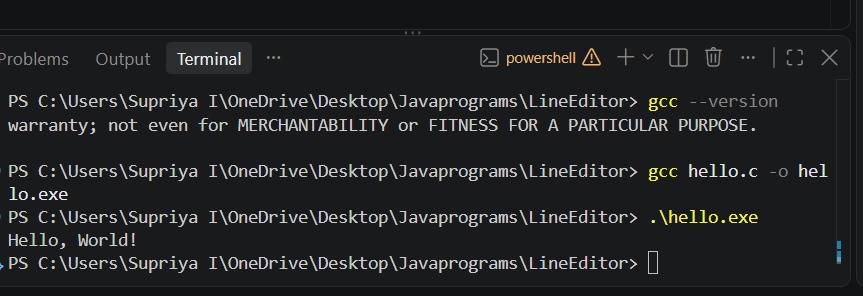 Problems Output Terminal ··· powershell
PS C:\Users\Supriya I\OneDrive\Desktop\Javaprograms\LineEditor> gcc --version
warranty; not even for MERCHANTABILITY or FITNESS FOR A PARTICULAR PURPOSE.
PS C:\Users\Supriya I\OneDrive\Desktop\Javaprograms\LineEditor> gcc hello.c -o hel
lo.exe
PS C:\Users\Supriya I\OneDrive\Desktop\Javaprograms\LineEditor> .\hello.exe
Hello, World!
PS C:\Users\Supriya I\OneDrive\Desktop\Javaprograms\LineEditor>